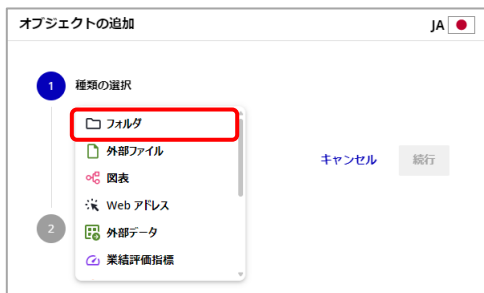 オブジェクトの追加
JA
1 種類の選択
フォルダ
外部ファイル
図表
Web アドレス
外部データ
業績評価指標
2
キャンセル 続行